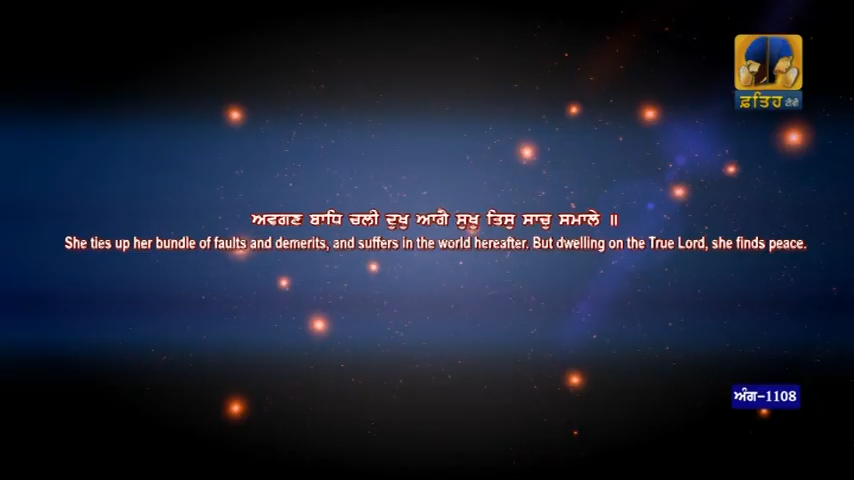 ਫ਼ਤਿਹ ਟੀਵੀ
ਅਵਗਣ ਬਾਧਿ ਚਲੀ ਦੁਖੁ ਆਗੈ ਸੁਖੁ ਤਿਸੁ ਸਾਚੁ ਸਮਾਲੇ ॥
She ties up her bundle of faults and demerits, and suffers in the world hereafter. But dwelling on the True Lord, she finds peace.
ਅੰਗ-1108